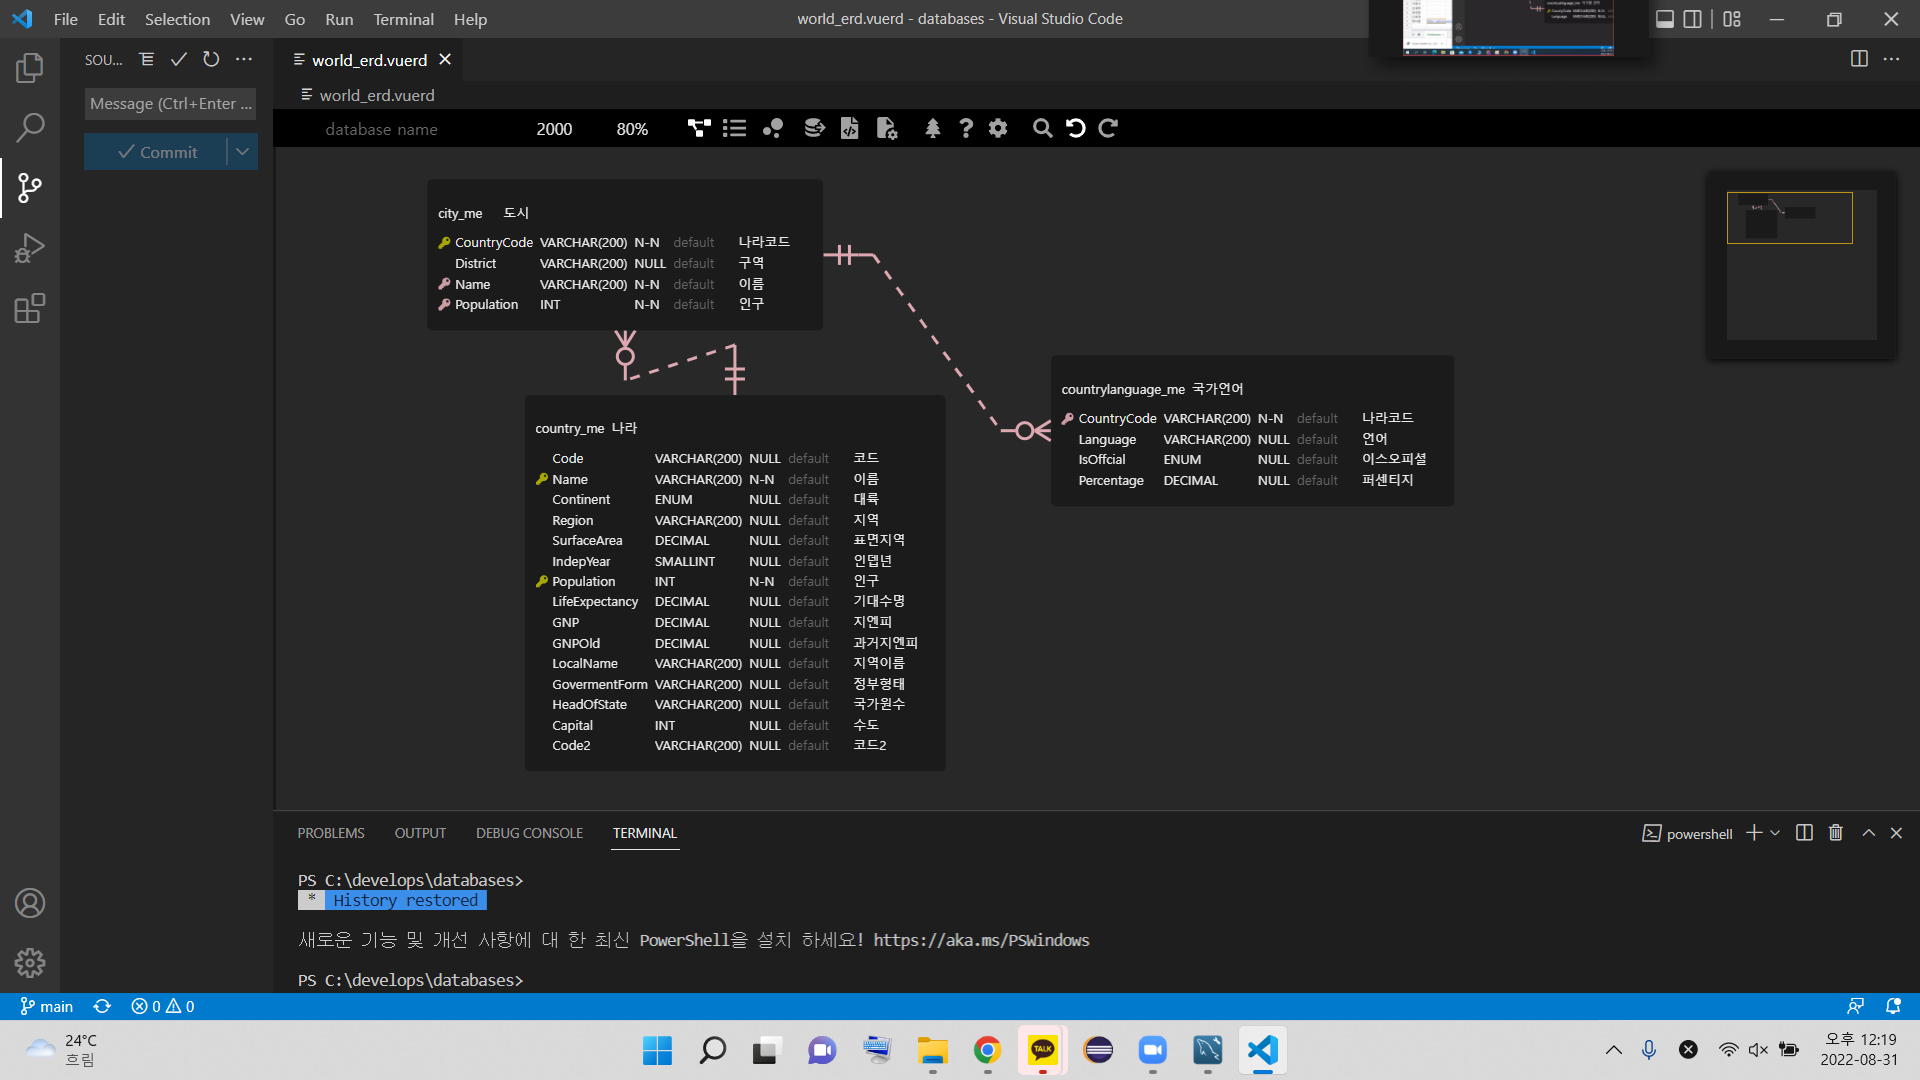 File Edit Selection View Go Run Terminal Help
world_erd.vuerd - databases - Visual Studio Code
SOU...
Message (Ctrl+Enter ...
Commit
world_erd.vuerd
world_erd.vuerd
database name 2000 80%
city_me 도시
CountryCode VARCHAR(200) N-N default 나라코드
District VARCHAR(200) NULL default 구역
Name VARCHAR(200) N-N default 이름
Population INT N-N default 인구
countrylanguage_me 국가언어
CountryCode VARCHAR(200) N-N default 나라코드
Language VARCHAR(200) NULL default 언어
IsOffcial ENUM NULL default 이스오피셜
Percentage DECIMAL NULL default 퍼센티지
country_me 나라
Code VARCHAR(200) NULL default 코드
Name VARCHAR(200) N-N default 이름
Continent ENUM NULL default 대륙
Region VARCHAR(200) NULL default 지역
SurfaceArea DECIMAL NULL default 표면지역
IndepYear SMALLINT NULL default 인뎁년
Population INT N-N default 인구
LifeExpectancy DECIMAL NULL default 기대수명
GNP DECIMAL NULL default 지엔피
GNPOld DECIMAL NULL default 과거지엔피
LocalName VARCHAR(200) NULL default 지역이름
GovermentForm VARCHAR(200) NULL default 정부형태
HeadOfState VARCHAR(200) NULL default 국가원수
Capital INT NULL default 수도
Code2 VARCHAR(200) NULL default 코드2
PROBLEMS OUTPUT DEBUG CONSOLE TERMINAL
powershell
PS C:\develops\databases>
* History restored
새로운 기능 및 개선 사항에 대 한 최신 PowerShell을 설치 하세요! https://aka.ms/PSWindows
PS C:\develops\databases>
main 0 0
24°C
흐림
TALK
오후 12:19
2022-08-31